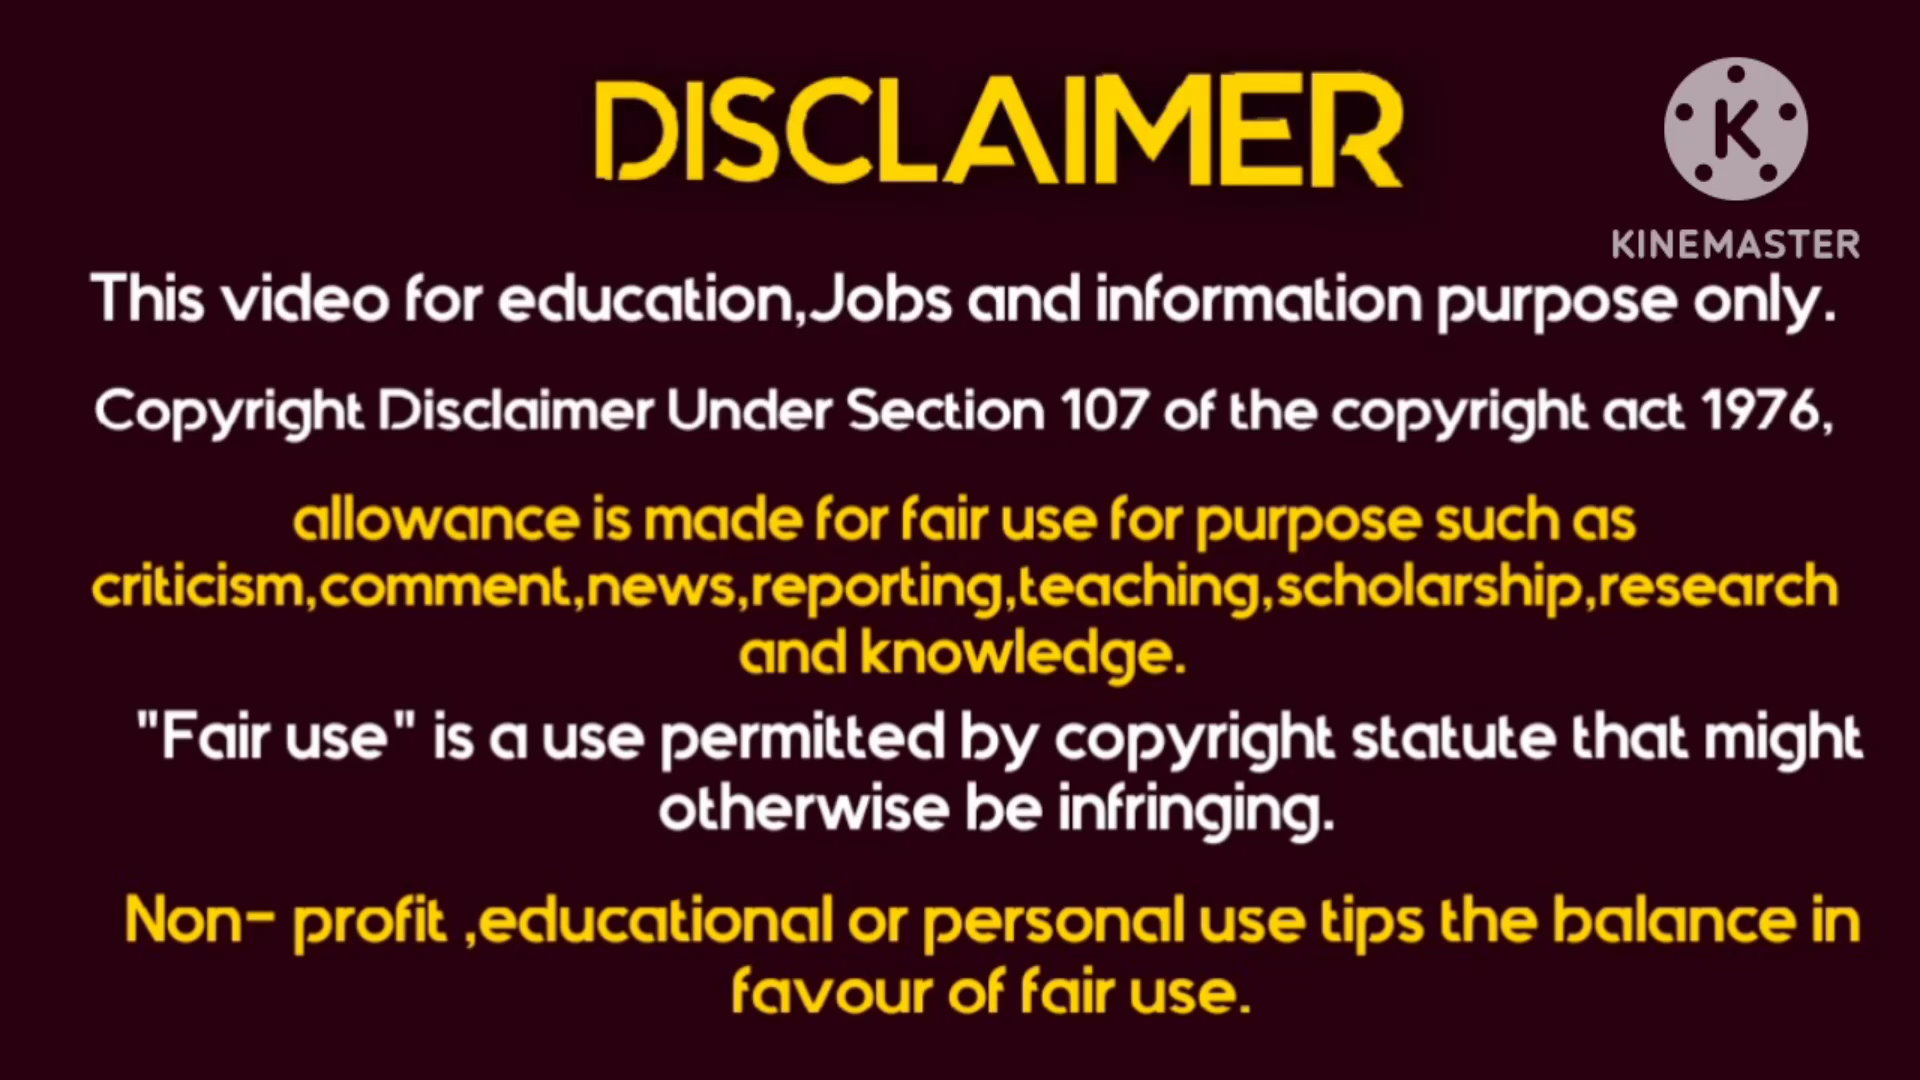 DISCLAIMER
K
KINEMASTER
This video for education,Jobs and information purpose only.
Copyright Disclaimer Under Section 107 of the copyright act 1976,
allowance is made for fair use for purpose such as
criticism,comment,news,reporting,teaching,scholarship,research
and knowledge.
"Fair use" is a use permitted by copyright statute that might
otherwise be infringing.
Non- profit ,educational or personal use tips the balance in
favour of fair use.